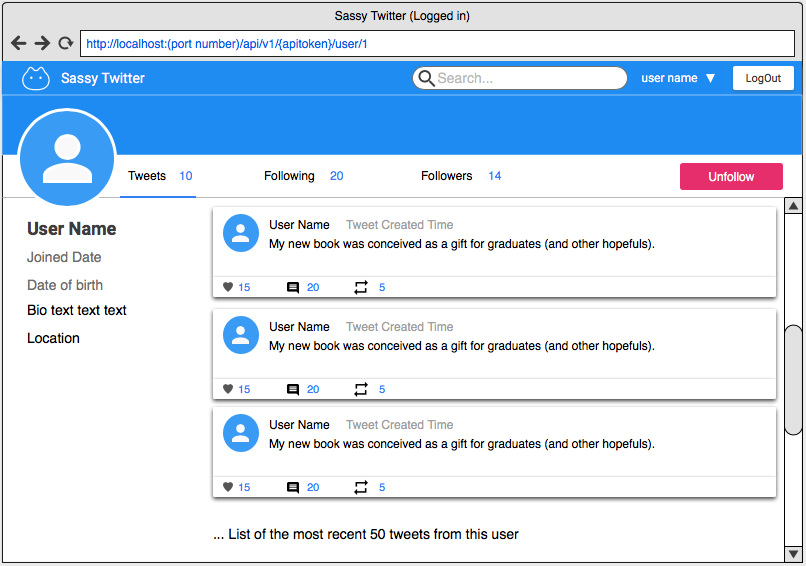 Sassy Twitter (Logged in)
http://localhost:(port number)/api/v1/{apitoken}/user/1
Sassy Twitter Search... user name ▼ LogOut
Tweets 10 Following 20 Followers 14 Unfollow
User Name
Joined Date
Date of birth
Bio text text text
Location
User Name Tweet Created Time
My new book was conceived as a gift for graduates (and other hopefuls).
15 20 5
User Name Tweet Created Time
My new book was conceived as a gift for graduates (and other hopefuls).
15 20 5
User Name Tweet Created Time
My new book was conceived as a gift for graduates (and other hopefuls).
15 20 5
... List of the most recent 50 tweets from this user